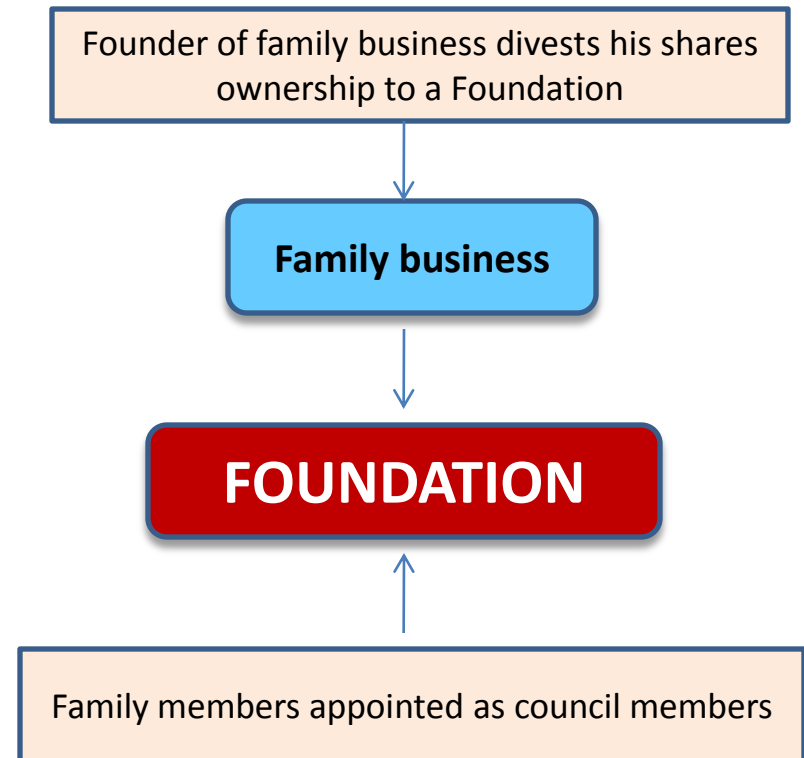 Founder of family business divests his shares
ownership to a Foundation
Family business
FOUNDATION
Family members appointed as council members